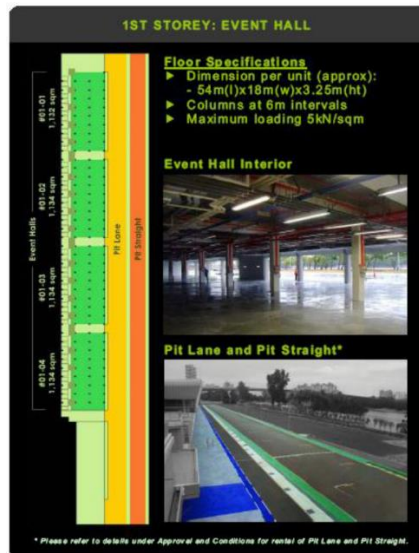 1ST STOREY: EVENT HALL
Floor Specifications
▶ Dimension per unit (approx):
- 54m(l)x18m(w)x3.25m(ht)
▶ Columns at 6m intervals
▶ Maximum loading 5kN/sqm
Event Halls
#01-01
1,132 sqm
#01-02
1,134 sqm
#01-03
1,134 sqm
#01-04
1,134 sqm
Pit Lane
Pit Straight
Event Hall Interior
Pit Lane and Pit Straight*
* Please refer to details under Approval and Conditions for rental of Pit Lane and Pit Straight.